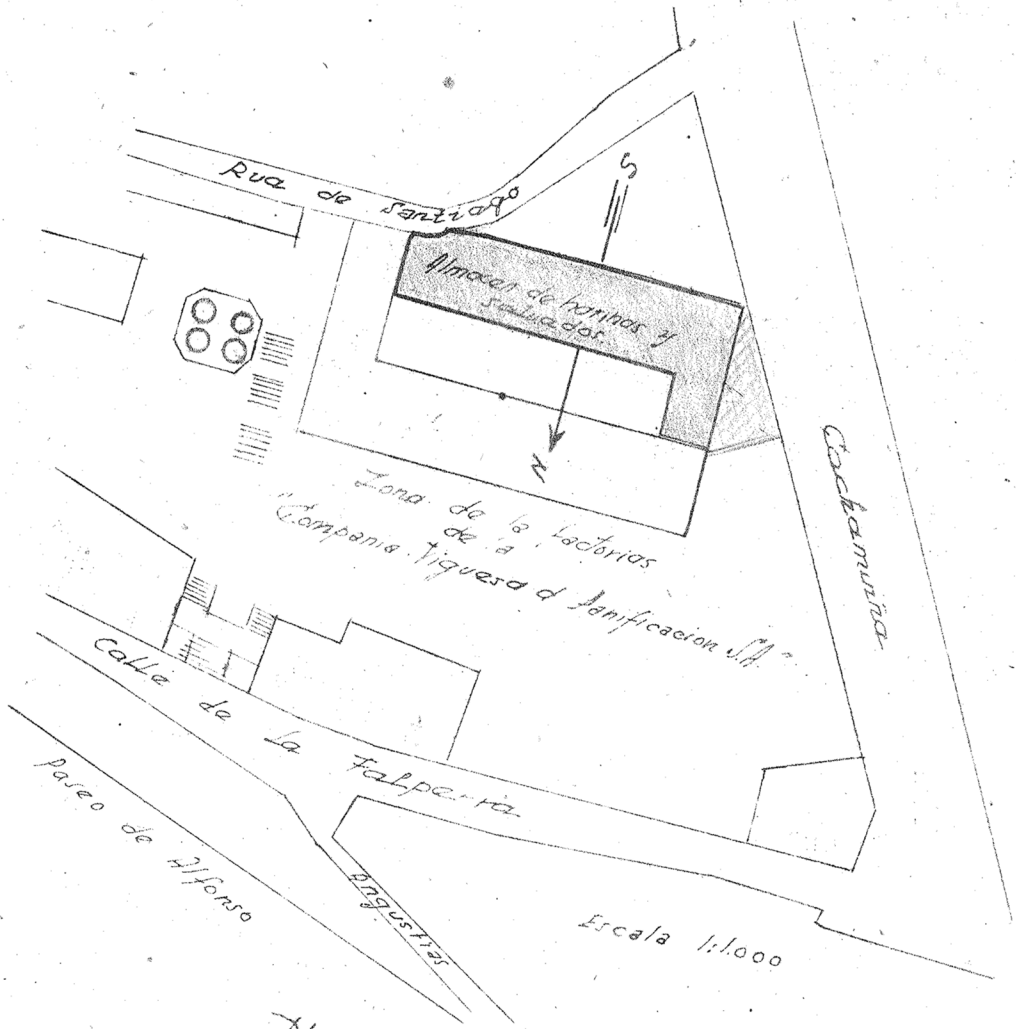 Rua de Santiago
S
Almacen de harinas y
salvados.
N
Zona de la factorias
de la
"Compania Viguesa d Panificacion S.A."
Cachamuiña
Calle de La Falperra
Paseo de Alfonso
Angustias
Escala 1:1.000